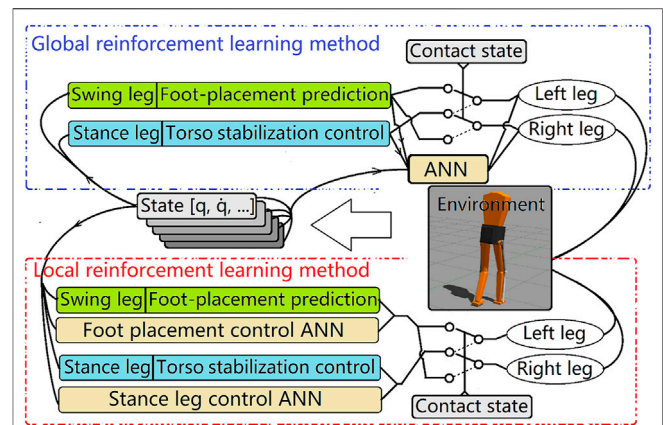 Global reinforcement learning method
Contact state
Swing leg Foot-placement prediction
Left leg
Stance leg Torso stabilization control
Right leg
ANN
State [q, q̇, ...]
Environment
Local reinforcement learning method
Swing leg Foot-placement prediction
Foot placement control ANN
Left leg
Stance leg Torso stabilization control
Right leg
Stance leg control ANN
Contact state